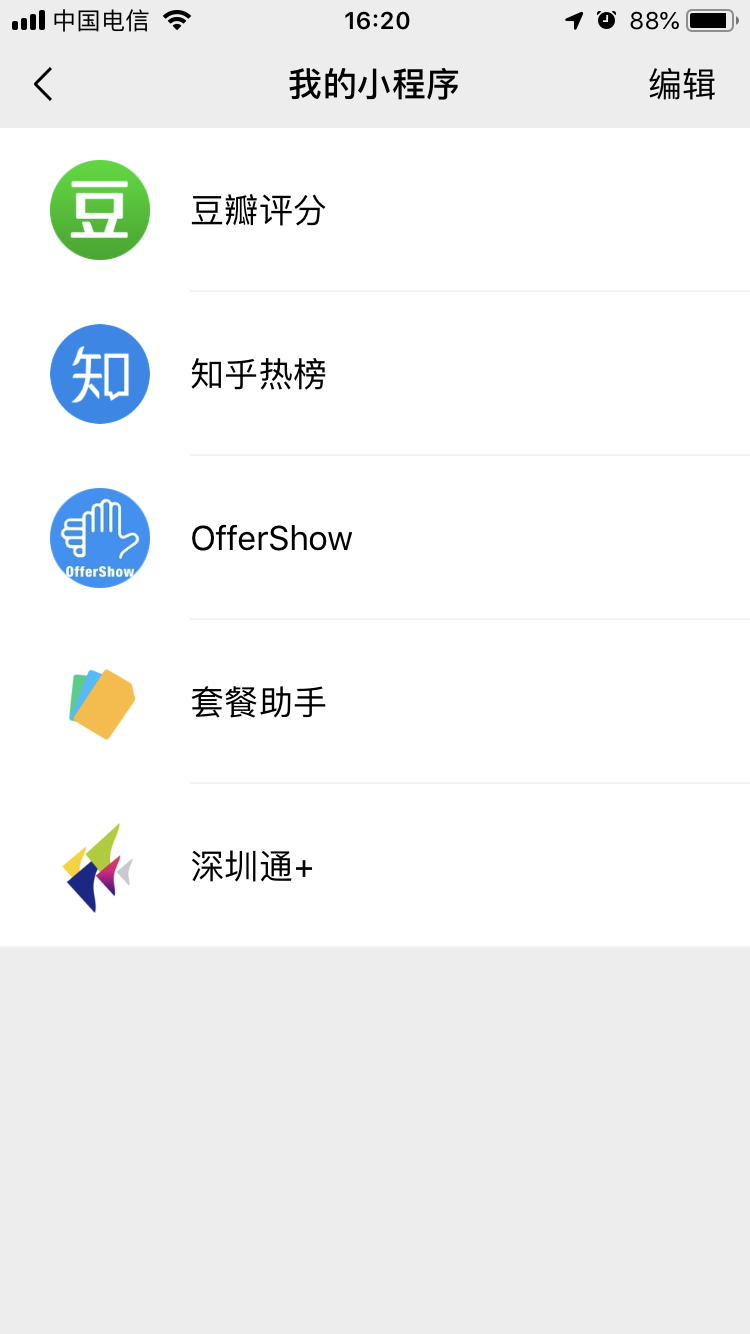 中国电信 16:20 88%
我的小程序 编辑
豆 豆瓣评分
知 知乎热榜
OfferShow OfferShow
套餐助手
深圳通+